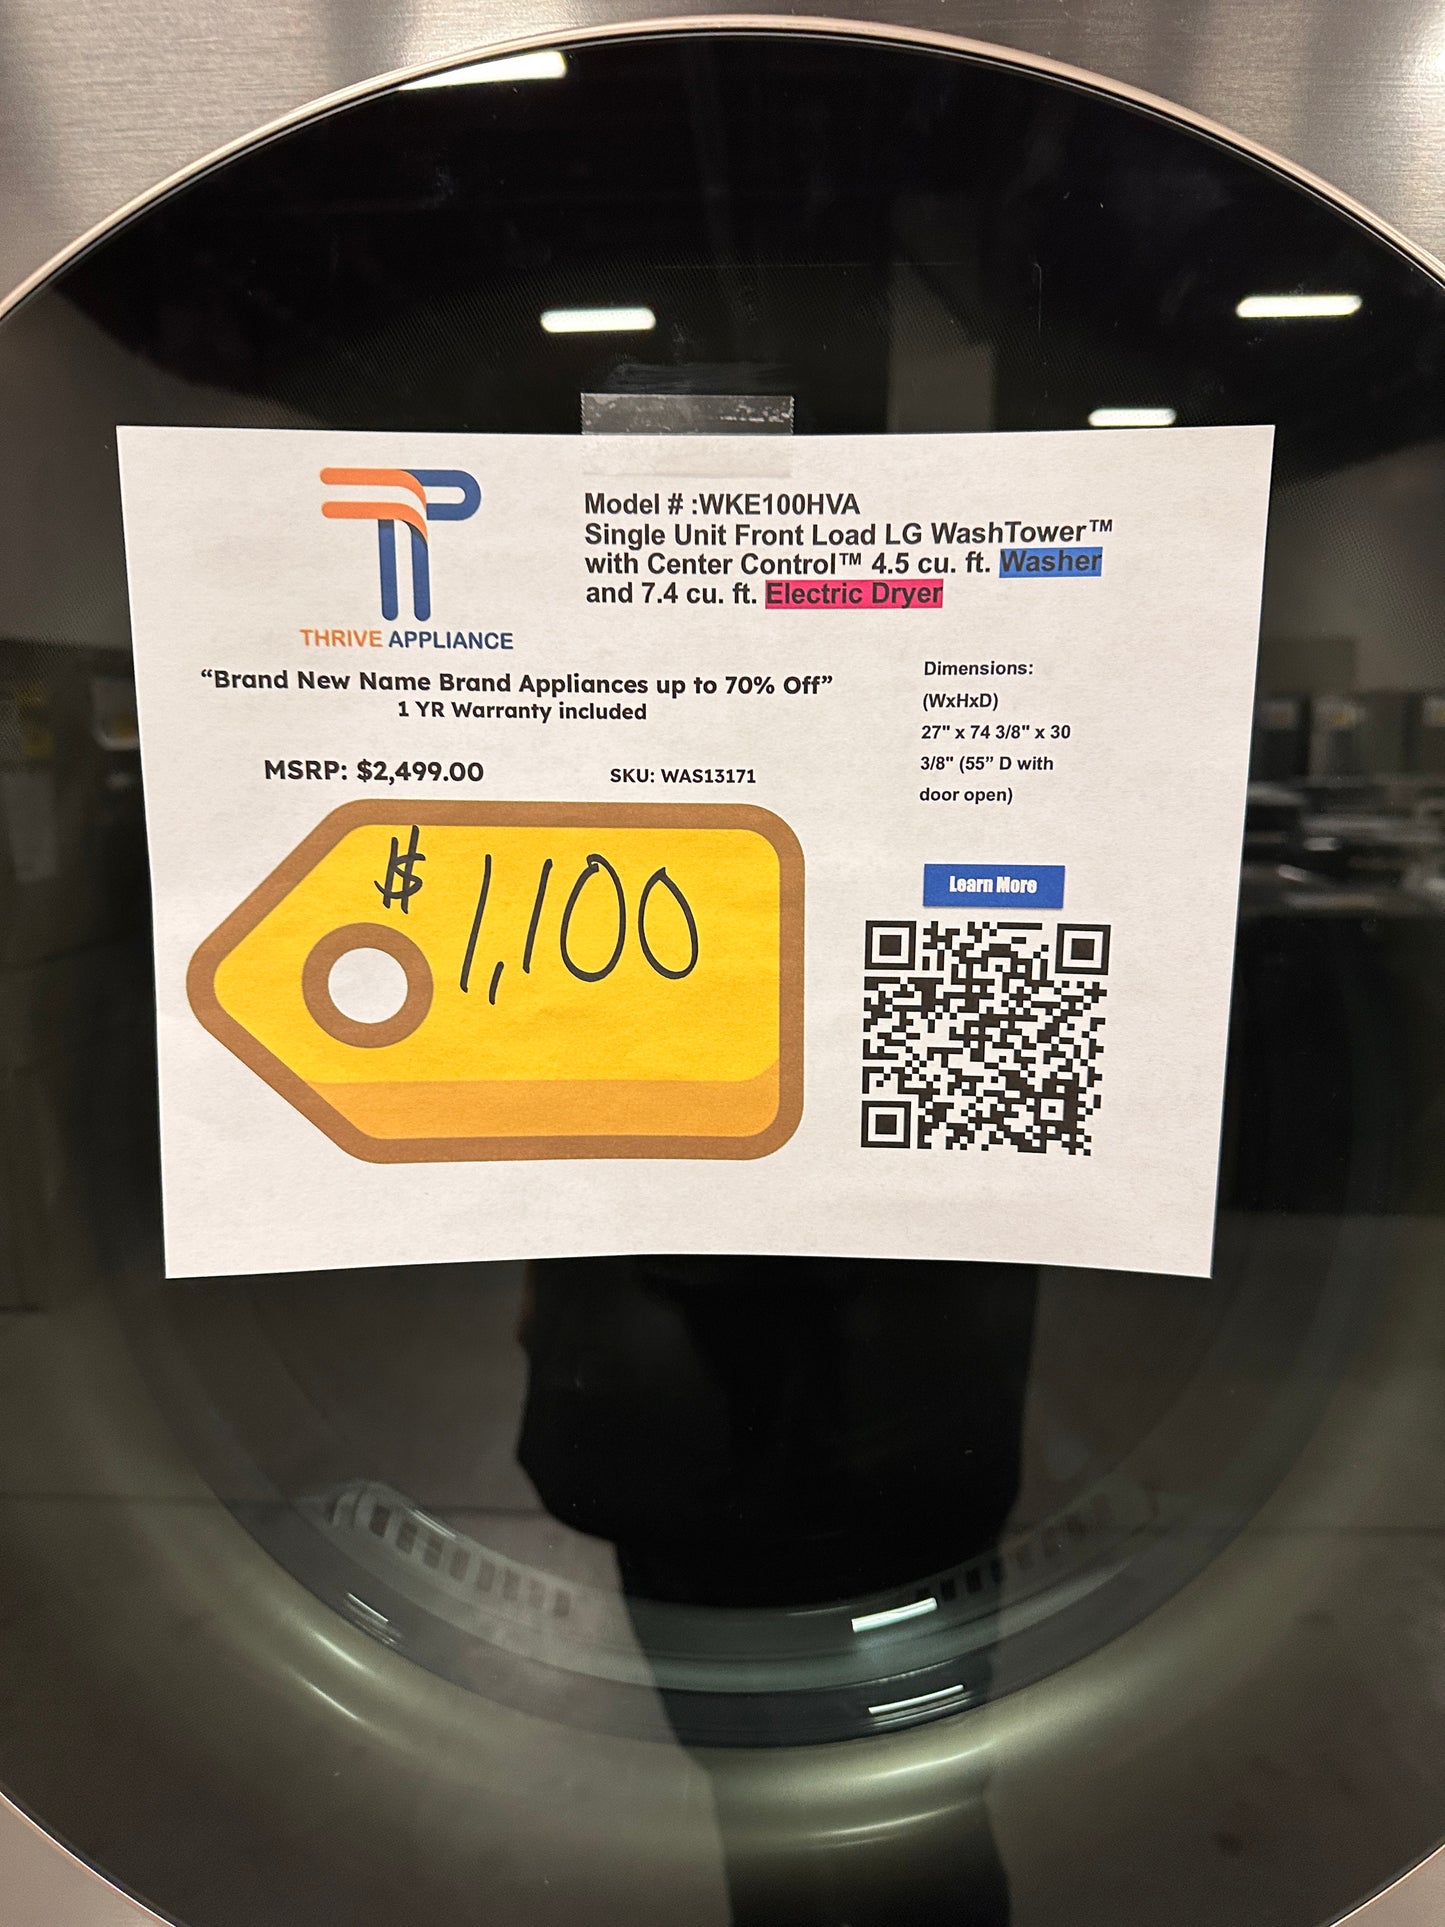 THRIVE APPLIANCE
Model # :WKE100HVA
Single Unit Front Load LG WashTower™
with Center Control™ 4.5 cu. ft. Washer
and 7.4 cu. ft. Electric Dryer
“Brand New Name Brand Appliances up to 70% Off”
1 YR Warranty included
MSRP: $2,499.00
SKU: WAS13171
Dimensions:
(WxHxD)
27" x 74 3/8" x 30
3/8" (55” D with
door open)
$1,100
Learn More